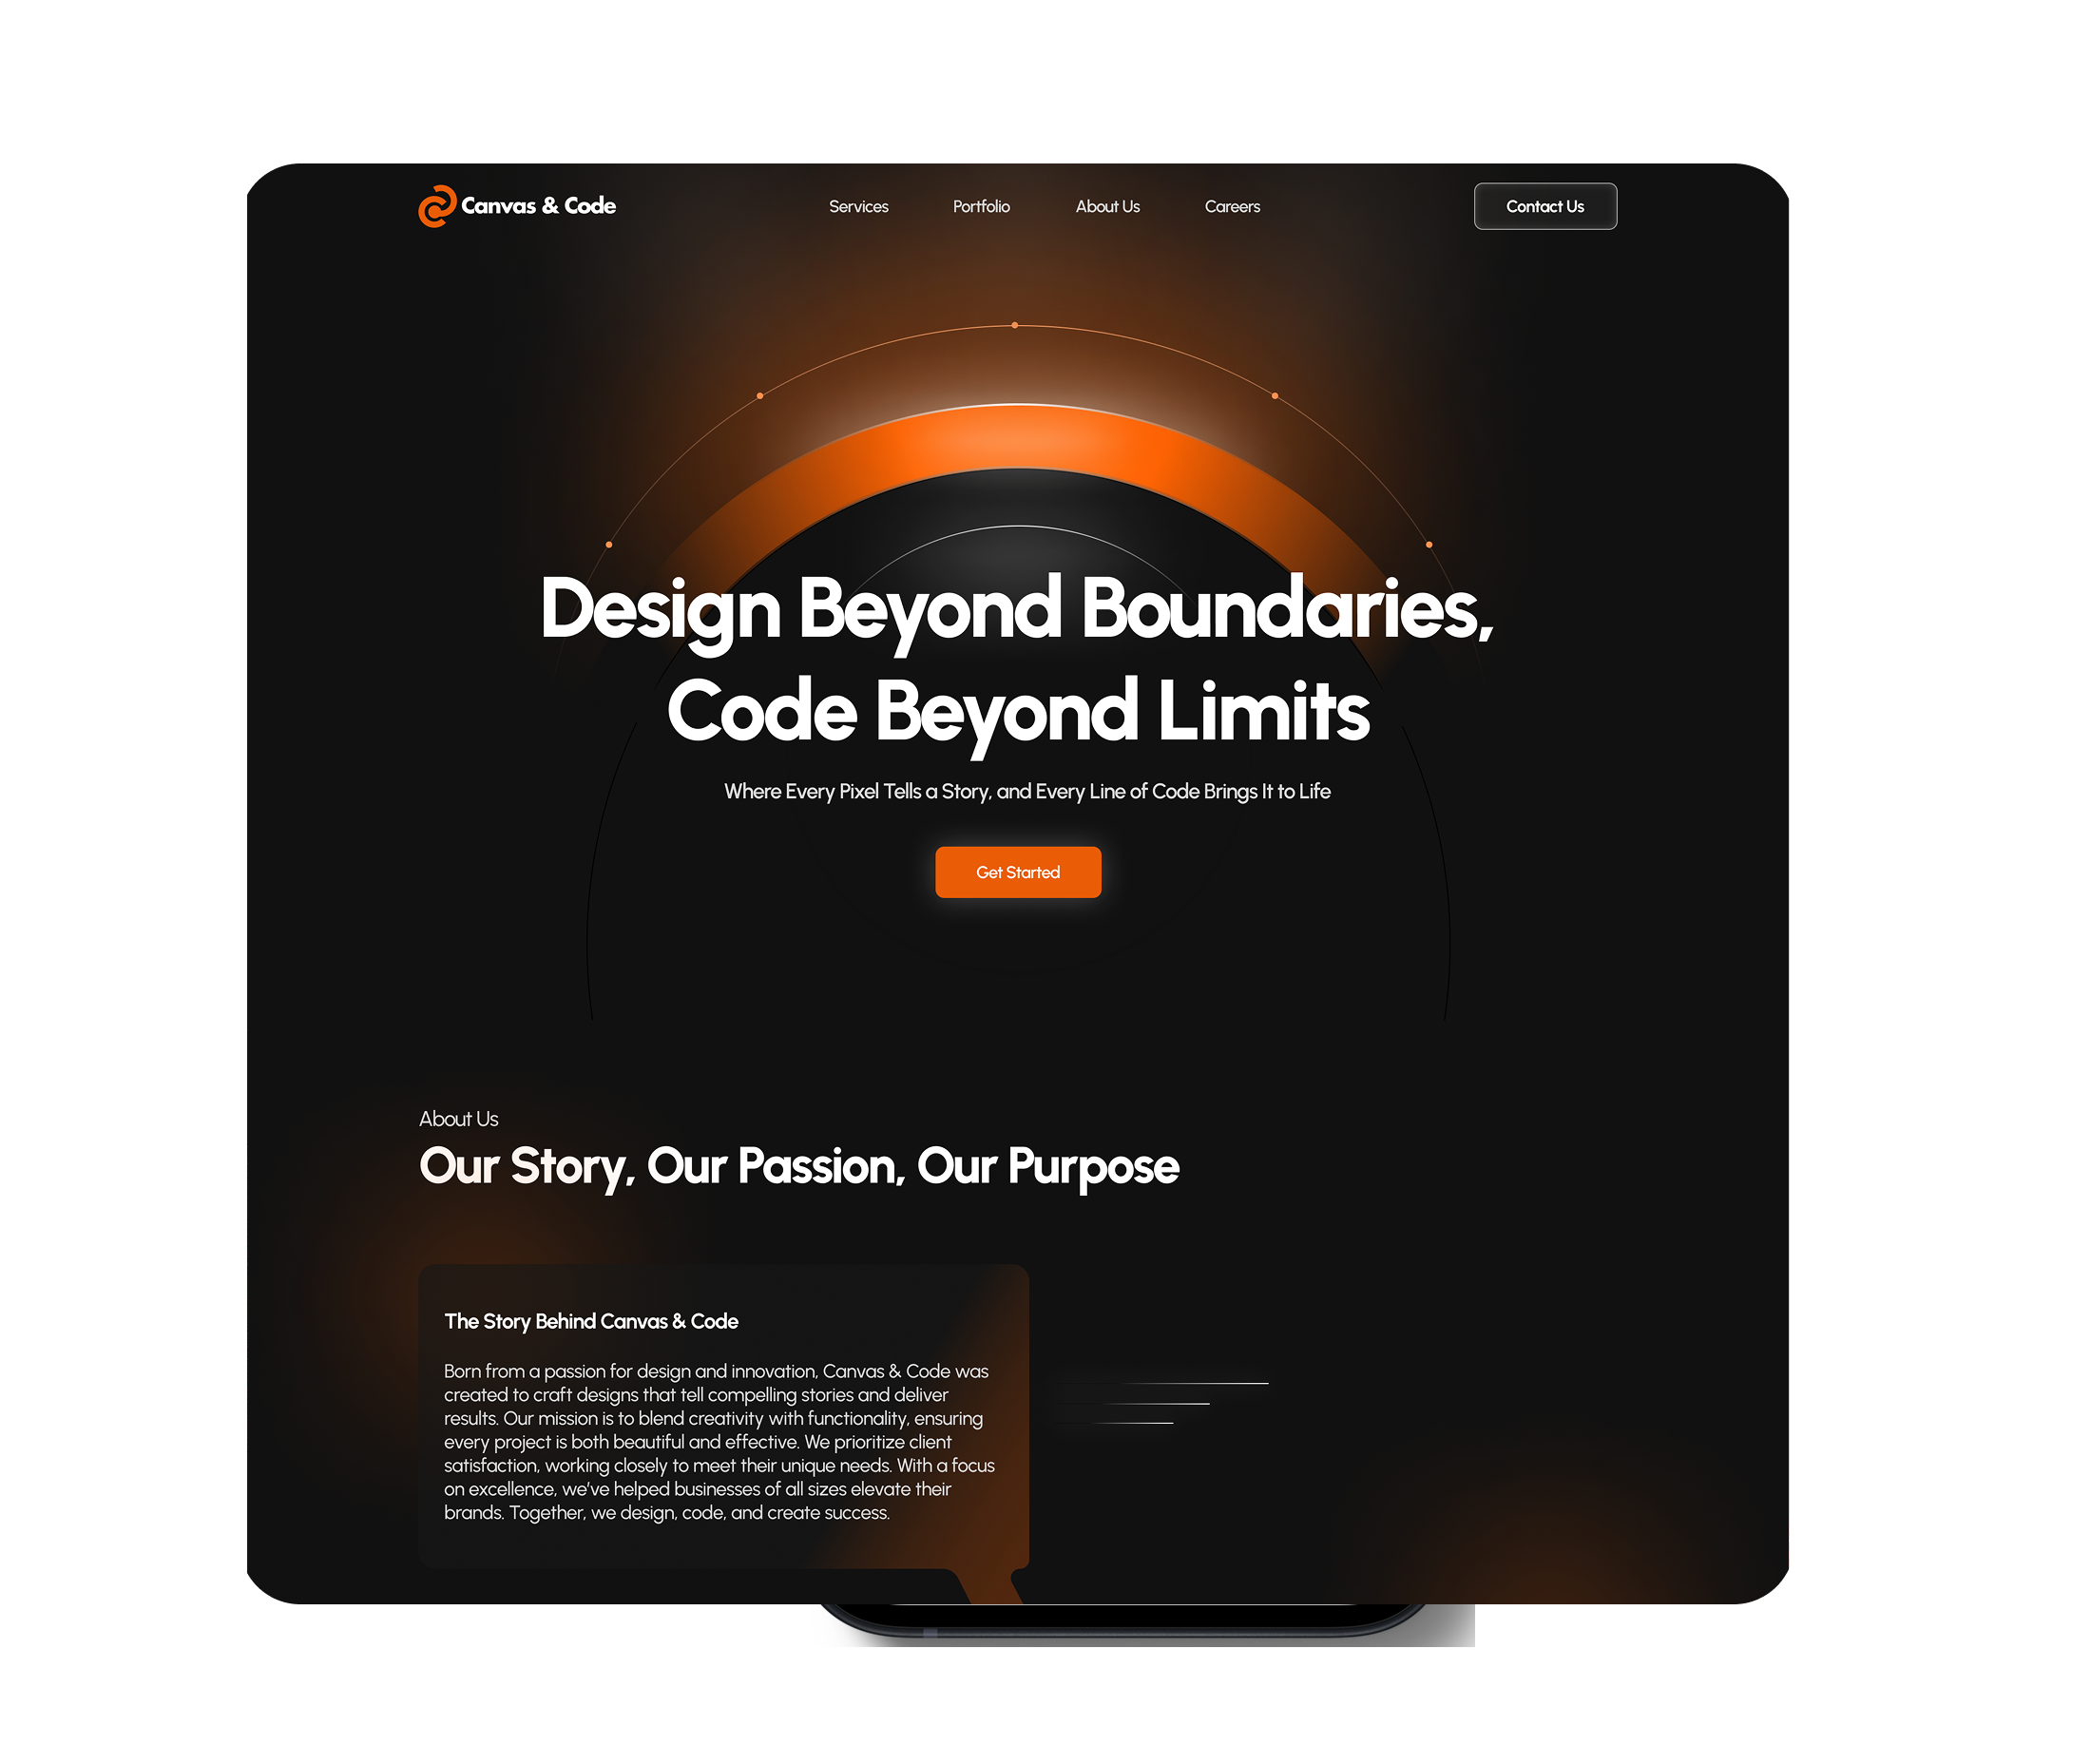 Canvas & Code
Services
Portfolio
About Us
Careers
Contact Us
Design Beyond Boundaries,
Code Beyond Limits
Where Every Pixel Tells a Story, and Every Line of Code Brings It to Life
Get Started
About Us
Our Story, Our Passion, Our Purpose
The Story Behind Canvas & Code
Born from a passion for design and innovation, Canvas & Code was
created to craft designs that tell compelling stories and deliver
results. Our mission is to blend creativity with functionality, ensuring
every project is both beautiful and effective. We prioritize client
satisfaction, working closely to meet their unique needs. With a focus
on excellence, we've helped businesses of all sizes elevate their
brands. Together, we design, code, and create success.